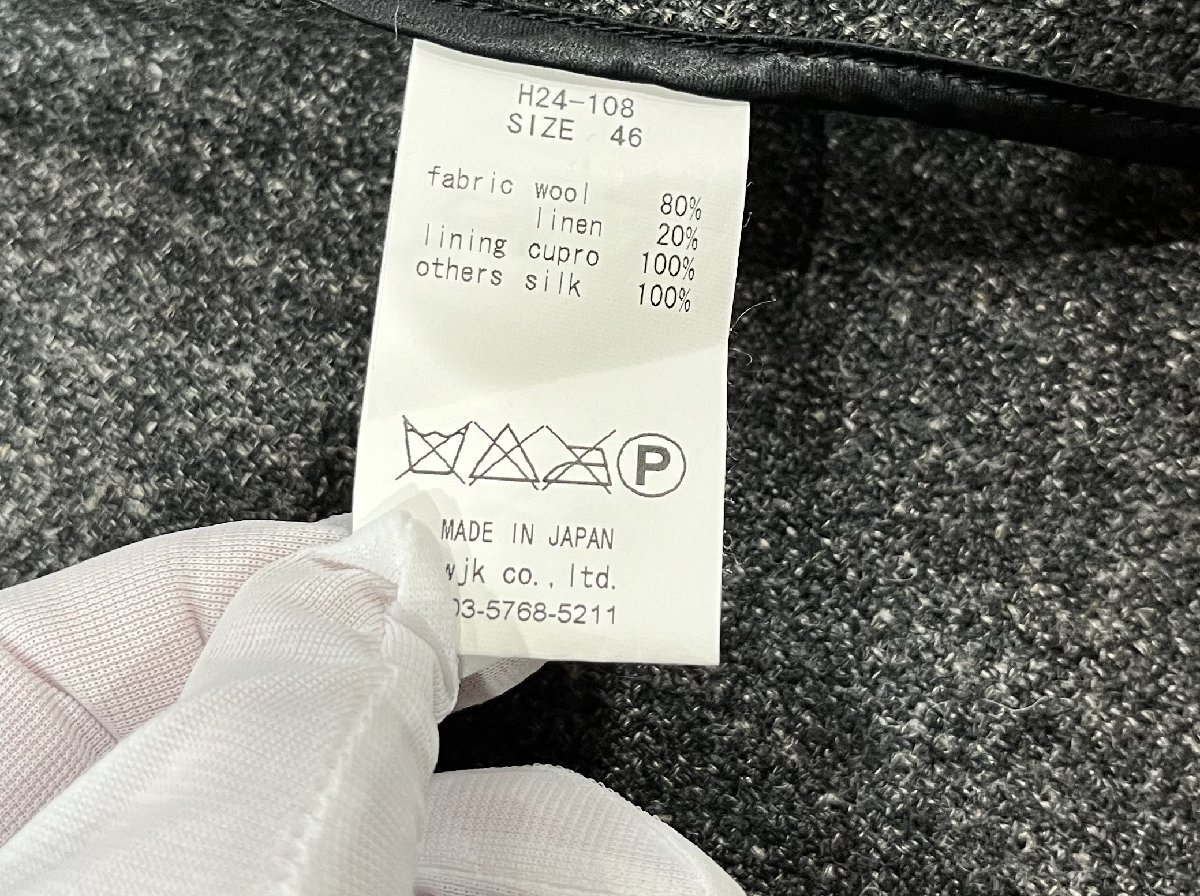 H24-108
SIZE 46
fabric wool 80%
linen 20%
lining cupro 100%
others silk 100%
P
MADE IN JAPAN
wjk co., ltd.
03-5768-5211